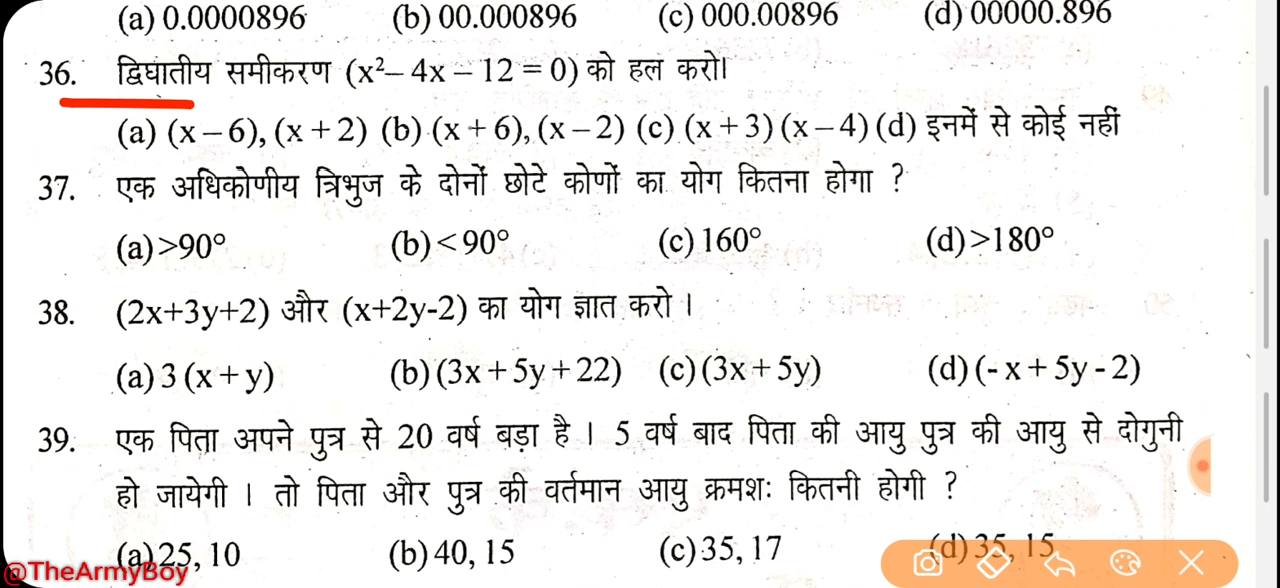 (a) 0.0000896 (b) 00.000896 (c) 000.00896 (d) 00000.896
36. द्विघातीय समीकरण (x²– 4x – 12 = 0) को हल करो।
(a) (x – 6), (x + 2) (b) (x + 6), (x – 2) (c) (x + 3) (x – 4) (d) इनमें से कोई नहीं
37. एक अधिकोणीय त्रिभुज के दोनों छोटे कोणों का योग कितना होगा ?
(a) >90° (b) < 90° (c) 160° (d) >180°
38. (2x+3y+2) और (x+2y-2) का योग ज्ञात करो ।
(a) 3 (x + y) (b) (3x + 5y + 22) (c) (3x + 5y) (d) (- x + 5y - 2)
39. एक पिता अपने पुत्र से 20 वर्ष बड़ा है । 5 वर्ष बाद पिता की आयु पुत्र की आयु से दोगुनी
हो जायेगी । तो पिता और पुत्र की वर्तमान आयु क्रमशः कितनी होगी ?
(a) 25, 10 (b) 40, 15 (c) 35, 17 (d) 35, 15
@TheArmyBoy